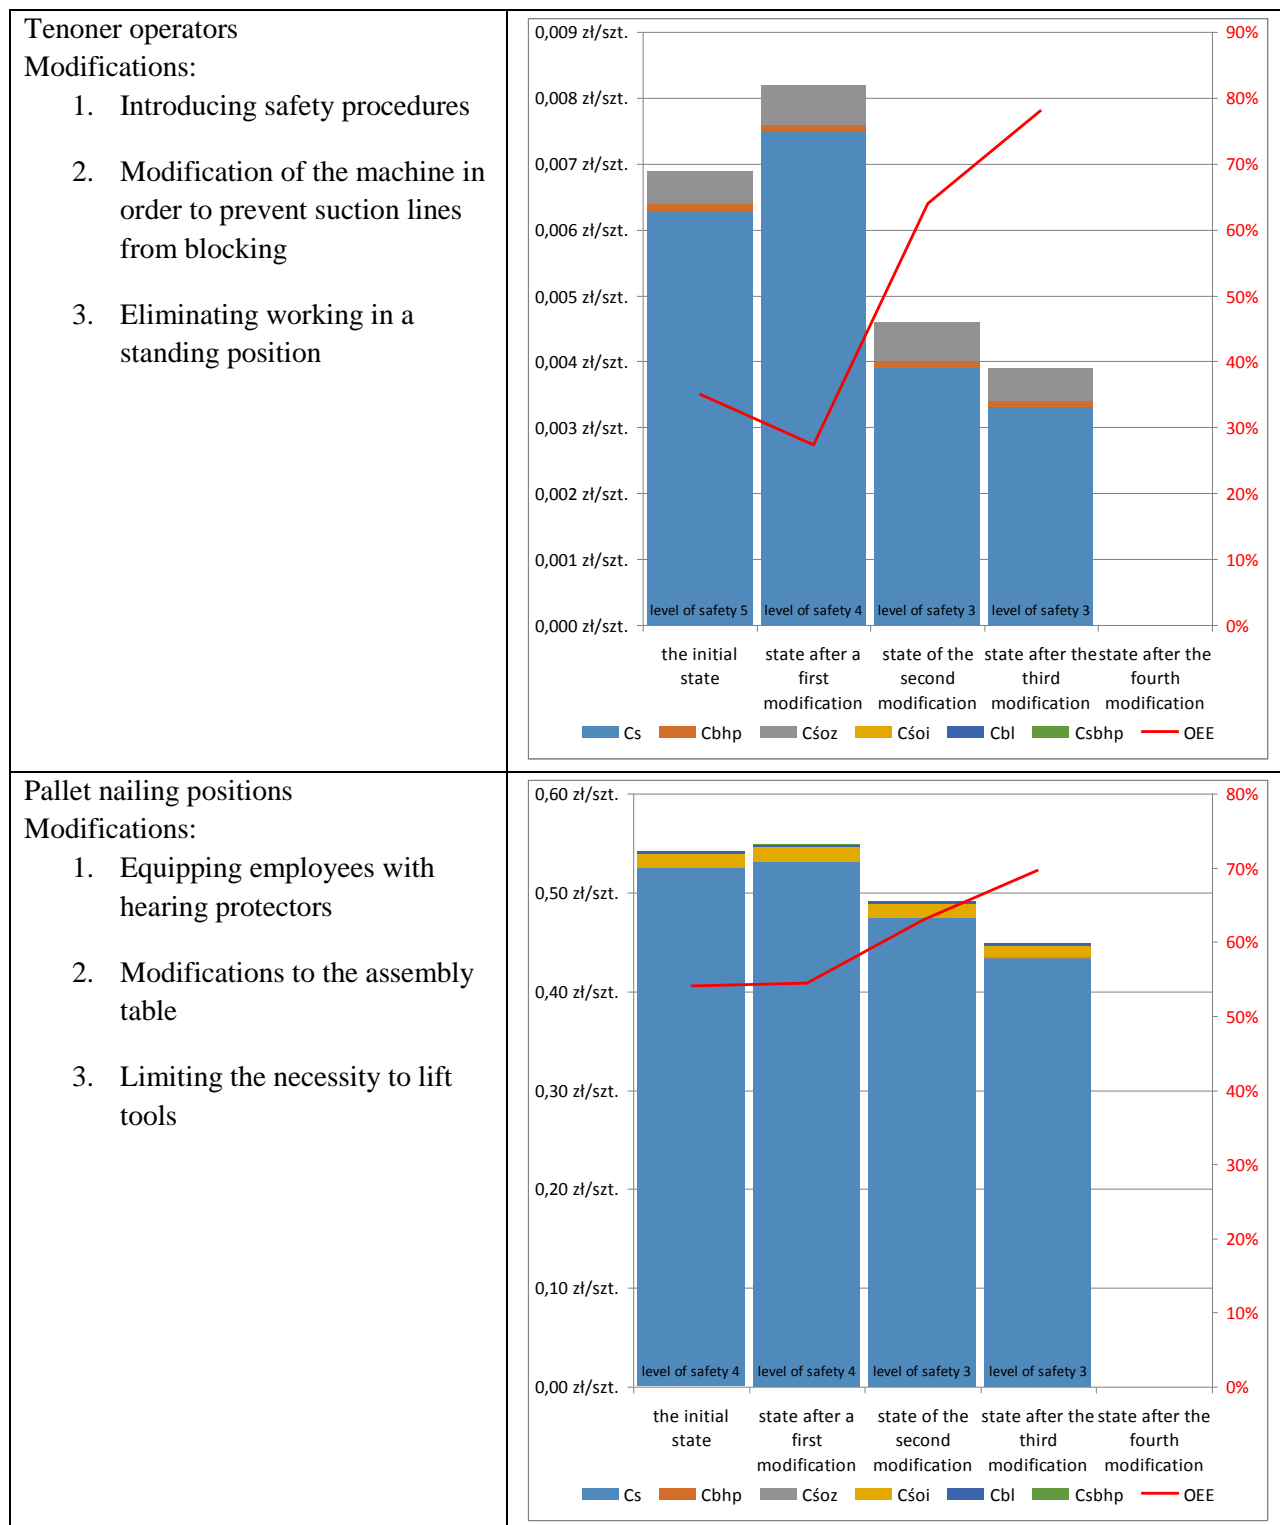 Tenoner operators
Modifications:
1. Introducing safety procedures
2. Modification of the machine in
order to prevent suction lines
from blocking
3. Eliminating working in a
standing position
0,009 zł/szt.
0,008 zł/szt.
0,007 zł/szt.
0,006 zł/szt.
0,005 zł/szt.
0,004 zł/szt.
0,003 zł/szt.
0,002 zł/szt.
0,001 zł/szt.
0,000 zł/szt.
90%
80%
70%
60%
50%
40%
30%
20%
10%
0%
level of safety 5
level of safety 4
level of safety 3
level of safety 3
the initial
state
state after a
first
modification
state of the
second
modification
state after the
third
modification
state after the
fourth
modification
Cs Cbhp Cśoz Cśoi Cbl Csbhp OEE
Pallet nailing positions
Modifications:
1. Equipping employees with
hearing protectors
2. Modifications to the assembly
table
3. Limiting the necessity to lift
tools
0,60 zł/szt.
0,50 zł/szt.
0,40 zł/szt.
0,30 zł/szt.
0,20 zł/szt.
0,10 zł/szt.
0,00 zł/szt.
80%
70%
60%
50%
40%
30%
20%
10%
0%
level of safety 4
level of safety 4
level of safety 3
level of safety 3
the initial
state
state after a
first
modification
state of the
second
modification
state after the
third
modification
state after the
fourth
modification
Cs Cbhp Cśoz Cśoi Cbl Csbhp OEE